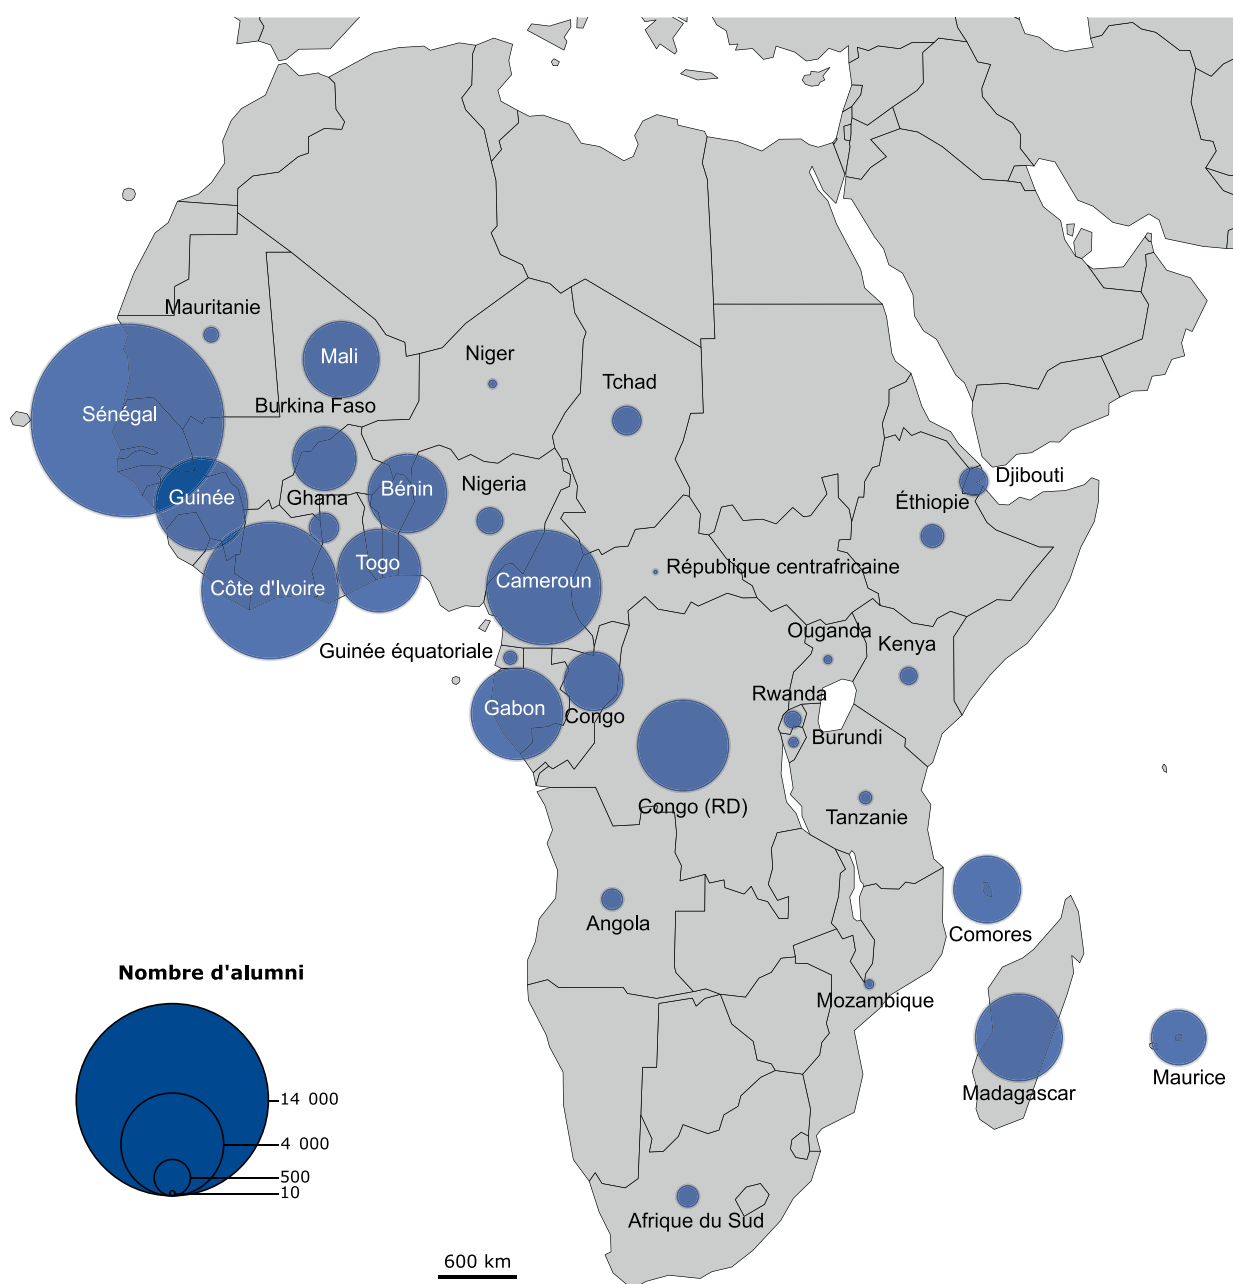 Mauritanie
Mali
Niger
Tchad
Sénégal
Burkina Faso
Guinée
Ghana
Bénin
Nigeria
Djibouti
Éthiopie
Côte d'Ivoire
Togo
Cameroun
République centrafricaine
Guinée équatoriale
Ouganda
Kenya
Gabon
Congo
Rwanda
Burundi
Congo (RD)
Tanzanie
Angola
Comores
Mozambique
Madagascar
Maurice
Afrique du Sud
Nombre d'alumni
14 000
4 000
500
10
600 km